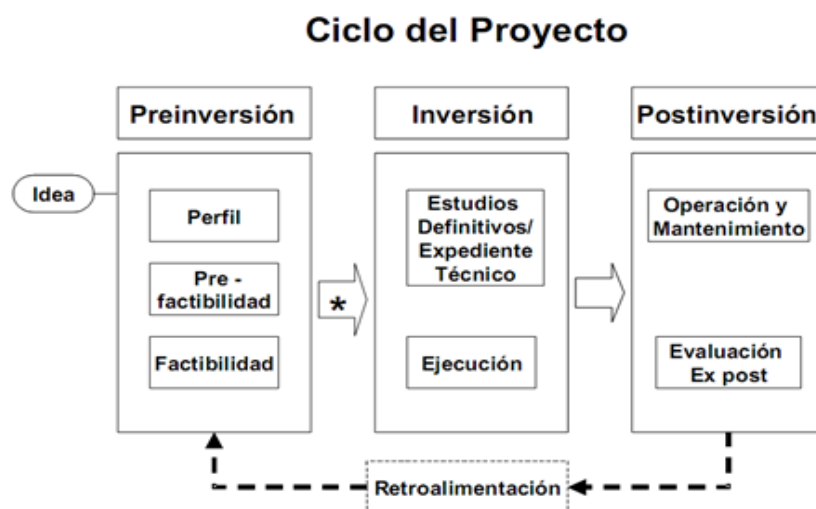 Ciclo del Proyecto
Preinversión
Inversión
Postinversión
Idea
Perfil
Pre -
factibilidad
Factibilidad
*
Estudios
Definitivos/
Expediente
Técnico
Ejecución
Operación y
Mantenimiento
Evaluación
Ex post
Retroalimentación